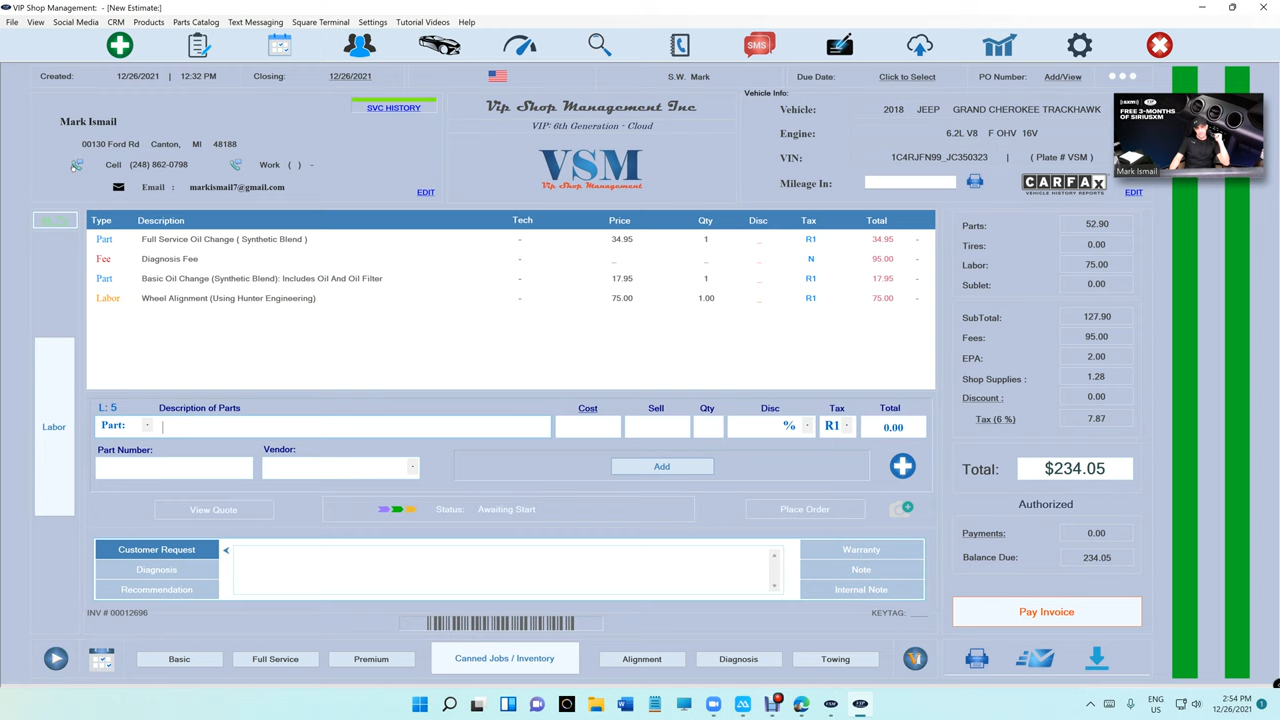 VIP Shop Management: - [New Estimate:]
File View Social Media CRM Products Parts Catalog Text Messaging Square Terminal Settings Tutorial Videos Help
SMS
Created: 12/26/2021 | 12:32 PM Closing: 12/26/2021 S.W. Mark Due Date: Click to Select PO Number: Add/View
Mark Ismail
SVC HISTORY
00130 Ford Rd Canton, MI 48188
Cell (248) 862-0798 Work ( ) -
Email : markismail7@gmail.com
EDIT
Vip Shop Management Inc
VIP: 6th Generation - Cloud
VSM
Vip Shop Management
Vehicle Info:
Vehicle: 2018 JEEP GRAND CHEROKEE TRACKHAWK
Engine: 6.2L V8 F OHV 16V
VIN: 1C4RJFN99_JC350323 | ( Plate # VSM )
Mileage In:
CARFAX
VEHICLE HISTORY REPORTS
EDIT
((sxm))
FREE 3-MONTHS
OF SIRIUSXM
Mark Ismail
Type Description Tech Price Qty Disc Tax Total
Part Full Service Oil Change ( Synthetic Blend ) - 34.95 1 _ R1 34.95 -
Fee Diagnosis Fee - _ _ _ N 95.00 -
Part Basic Oil Change (Synthetic Blend): Includes Oil And Oil Filter - 17.95 1 _ R1 17.95 -
Labor Wheel Alignment (Using Hunter Engineering) - 75.00 1.00 _ R1 75.00 -
Labor
L: 5 Description of Parts Cost Sell Qty Disc Tax Total
Part: % R1 0.00
Part Number: Vendor:
Add
View Quote Status: Awaiting Start Place Order
Customer Request
Diagnosis
Recommendation
Warranty
Note
Internal Note
INV # 00012696 KEYTAG: ____
Parts: 52.90
Tires: 0.00
Labor: 75.00
Sublet: 0.00
SubTotal: 127.90
Fees: 95.00
EPA: 2.00
Shop Supplies : 1.28
Discount : 0.00
Tax (6 %) 7.87
Total: $234.05
Authorized
Payments: 0.00
Balance Due: 234.05
Pay Invoice
Basic Full Service Premium Canned Jobs / Inventory Alignment Diagnosis Towing
ENG
US
2:54 PM
12/26/2021